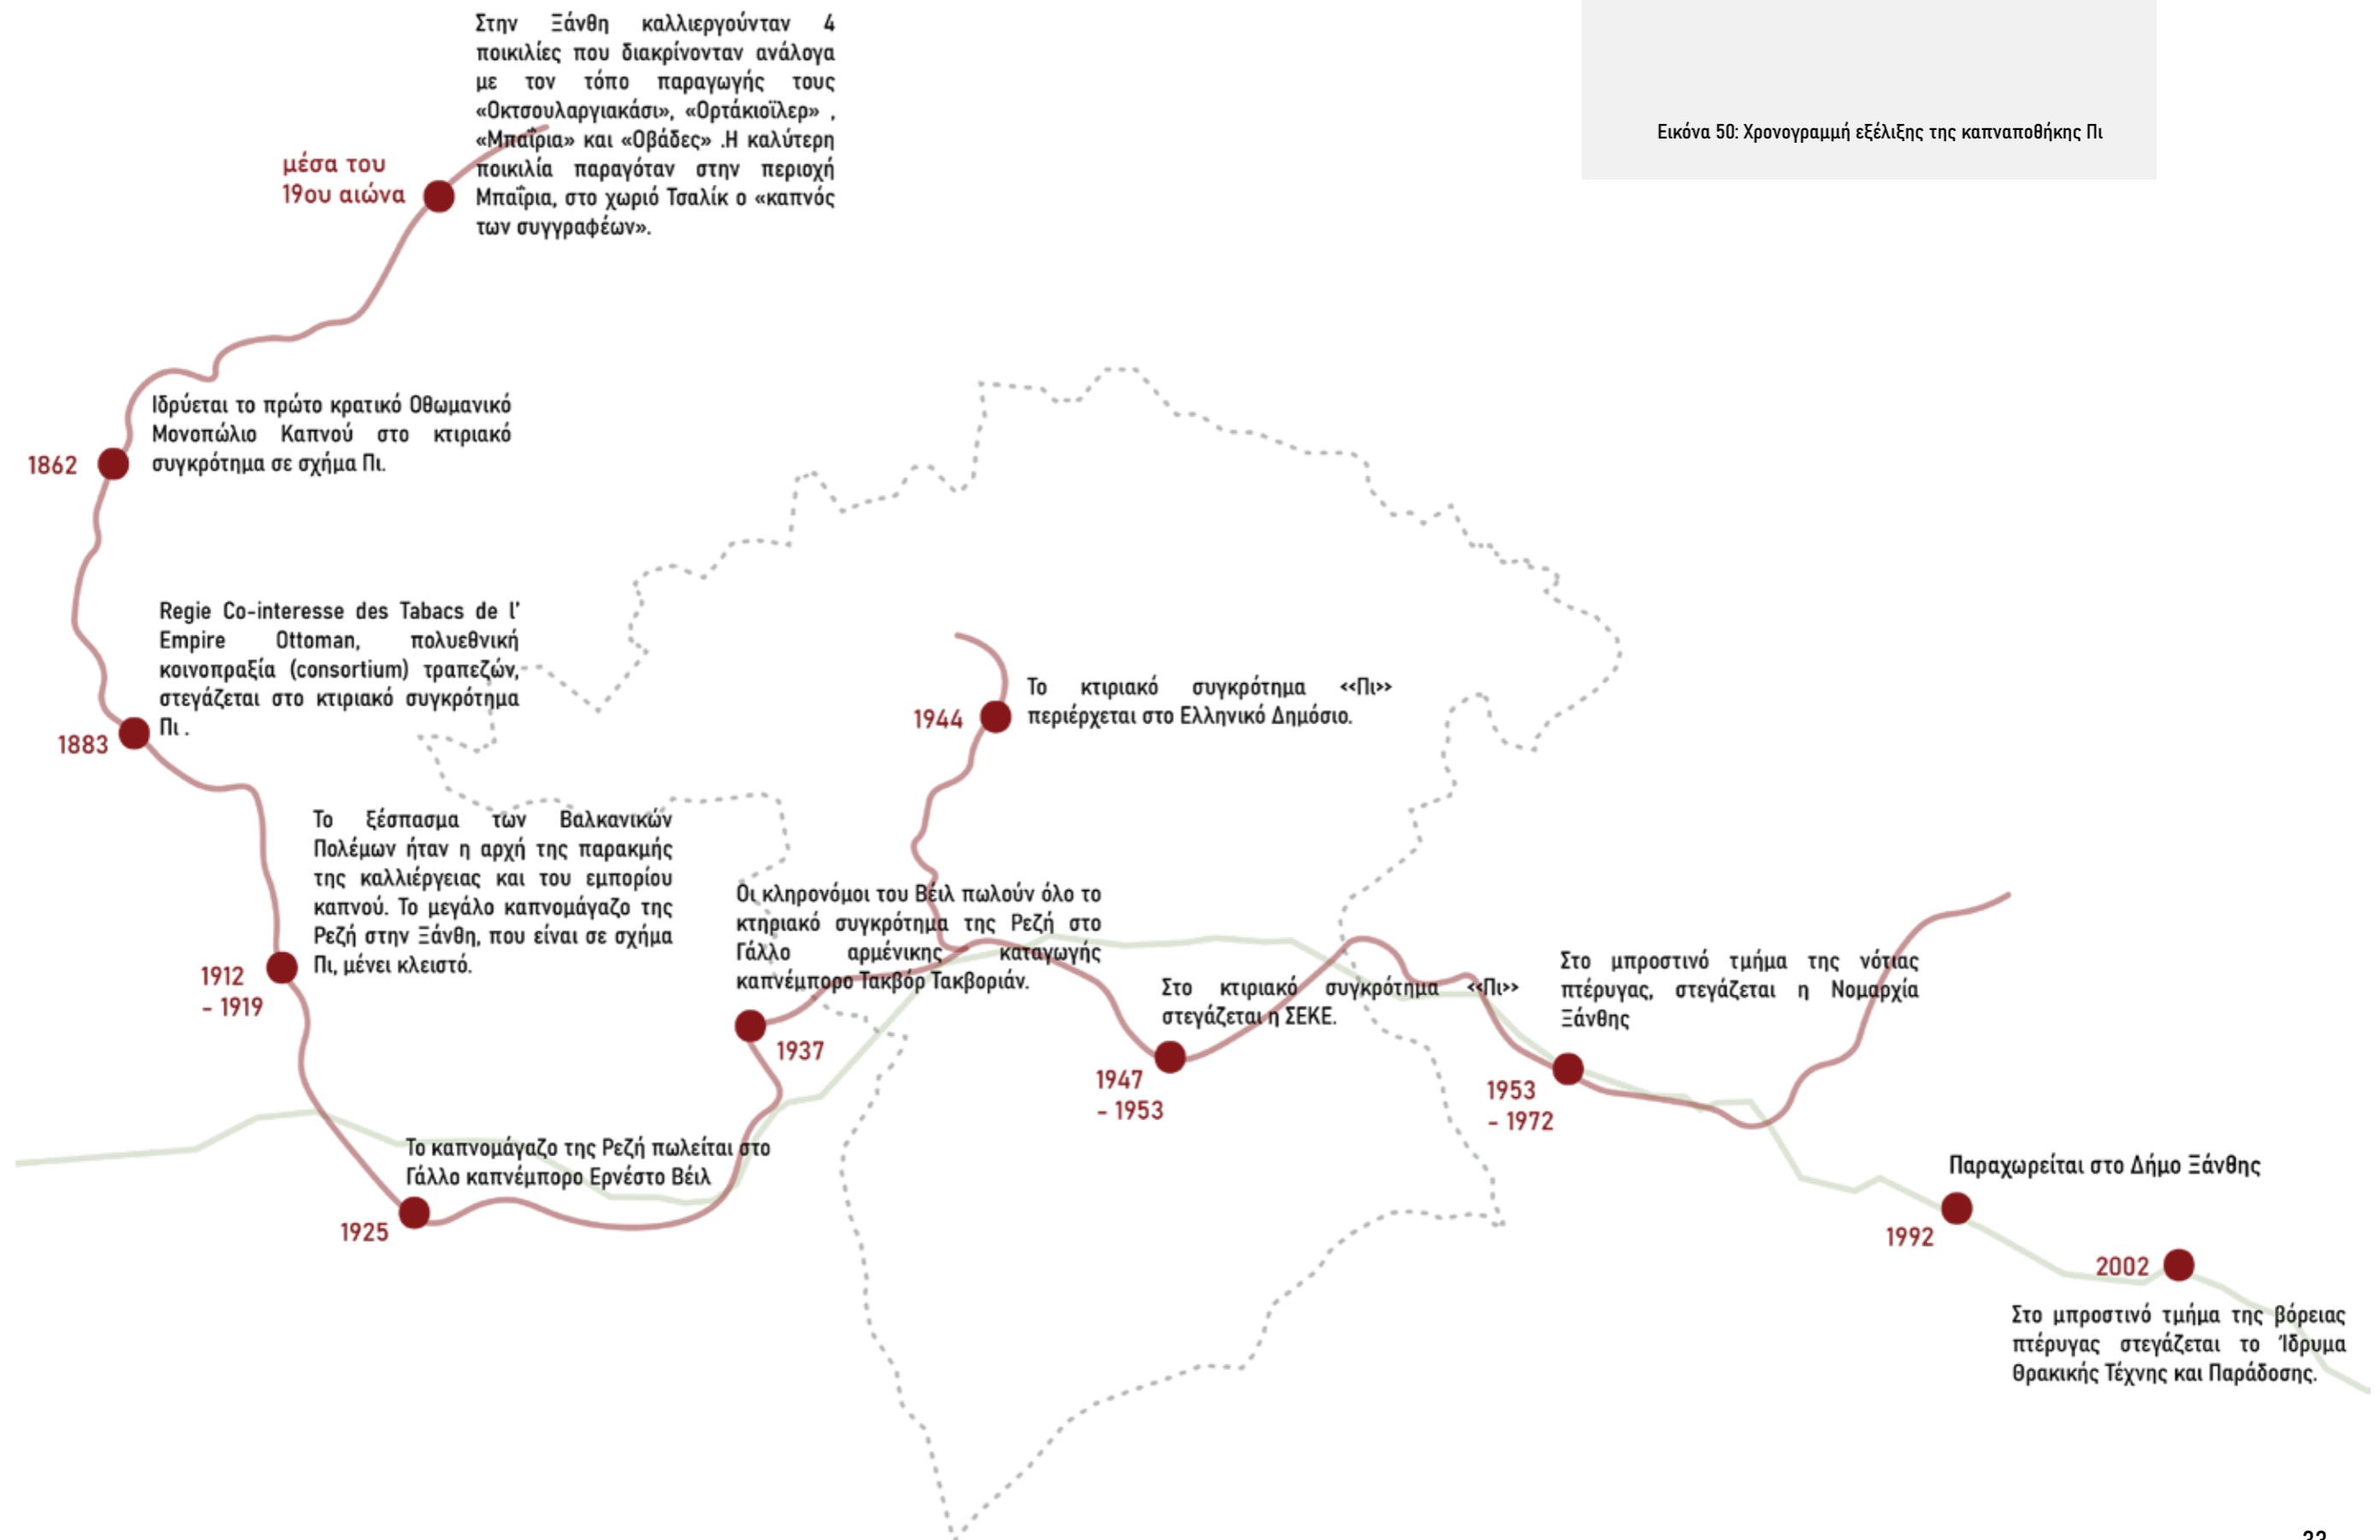 Στην Ξάνθη καλλιεργούνταν 4
ποικιλίες που διακρίνονταν ανάλογα
με τον τόπο παραγωγής τους
«Οκτσουλαργιακάσι», «Ορτάκιοϊλερ» ,
«Μπαΐρια» και «Οβάδες» .Η καλύτερη
ποικιλία παραγόταν στην περιοχή
Μπαΐρια, στο χωριό Τσαλίκ ο «καπνός
των συγγραφέων».
Εικόνα 50: Χρονογραμμή εξέλιξης της καπναποθήκης Πι
μέσα του
19ου αιώνα
Ιδρύεται το πρώτο κρατικό Οθωμανικό
Μονοπώλιο Καπνού στο κτιριακό
συγκρότημα σε σχήμα Πι.
1862
Regie Co-interesse des Tabacs de l'
Empire Ottoman, πολυεθνική
κοινοπραξία (consortium) τραπεζών,
στεγάζεται στο κτιριακό συγκρότημα
Πι .
1883
Το κτιριακό συγκρότημα <<Πι>>
περιέρχεται στο Ελληνικό Δημόσιο.
1944
Το ξέσπασμα των Βαλκανικών
Πολέμων ήταν η αρχή της παρακμής
της καλλιέργειας και του εμπορίου
καπνού. Το μεγάλο καπνομάγαζο της
Ρεζή στην Ξάνθη, που είναι σε σχήμα
Πι, μένει κλειστό.
1912
- 1919
Οι κληρονόμοι του Βέιλ πωλούν όλο το
κτηριακό συγκρότημα της Ρεζή στο
Γάλλο αρμένικης καταγωγής
καπνέμπορο Τακβόρ Τακβοριάν.
1937
Στο κτιριακό συγκρότημα <<Πι>>
στεγάζεται η ΣΕΚΕ.
1947
- 1953
Στο μπροστινό τμήμα της νότιας
πτέρυγας, στεγάζεται η Νομαρχία
Ξάνθης
1953
- 1972
Το καπνομάγαζο της Ρεζή πωλείται στο
Γάλλο καπνέμπορο Ερνέστο Βέιλ
1925
Παραχωρείται στο Δήμο Ξάνθης
1992
2002
Στο μπροστινό τμήμα της βόρειας
πτέρυγας στεγάζεται το Ίδρυμα
Θρακικής Τέχνης και Παράδοσης.
33